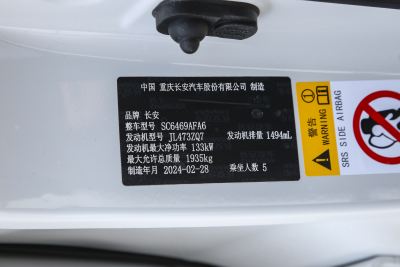 中国 重庆长安汽车股份有限公司 制造
品牌 长安
整车型号 SC6469AFA6
发动机型号 JL473ZQ7 发动机排量 1494mL
发动机最大净功率 133kW
最大允许总质量 1935kg
制造年月 2024-02-28 乘坐人数 5
警告
WARNING
SRS SIDE AIRBAG